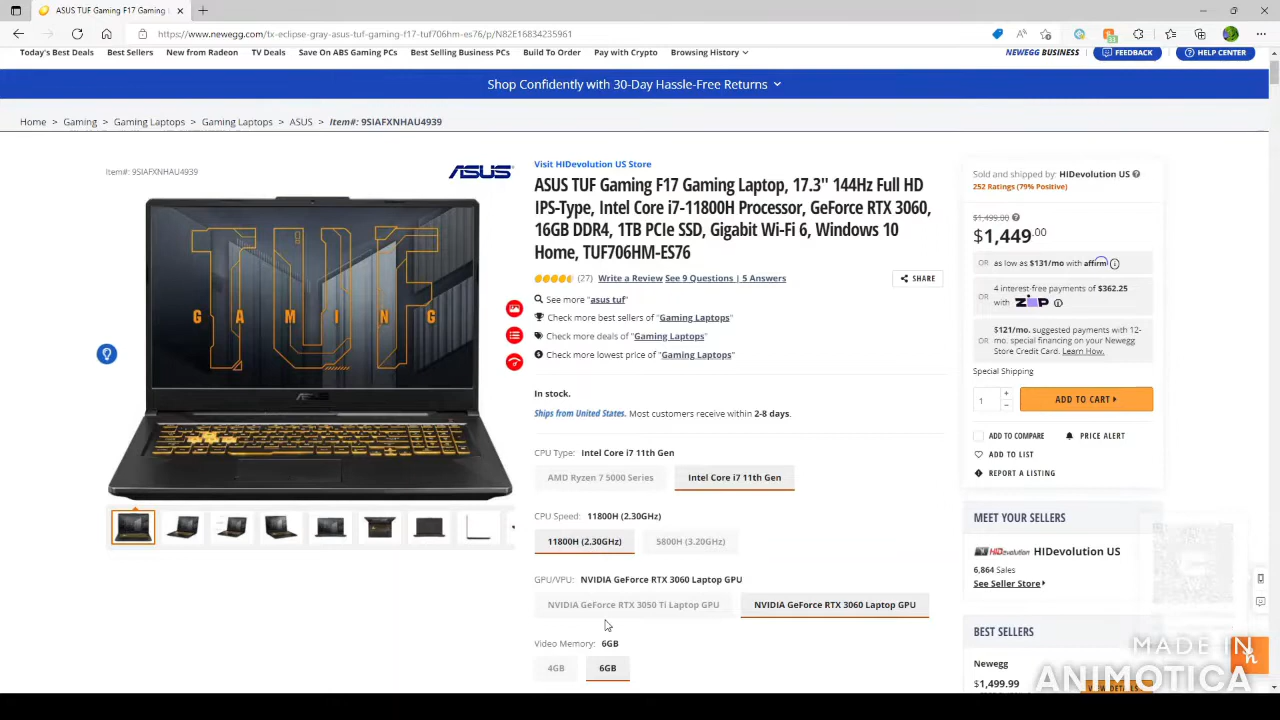 ASUS TUF Gaming F17 Gaming L
https://www.newegg.com/tx-eclipse-gray-asus-tuf-gaming-f17-tuf706hm-es76/p/N82E16834235961
Today's Best Deals Best Sellers New from Radeon TV Deals Save On ABS Gaming PCs Best Selling Business PCs Build To Order Pay with Crypto Browsing History NEWEGG BUSINESS FEEDBACK HELP CENTER
Shop Confidently with 30-Day Hassle-Free Returns
Home > Gaming > Gaming Laptops > Gaming Laptops > ASUS > Item#: 9SIAFXNHAU4939
Item#: 9SIAFXNHAU4939
ASUS
TUF
GAMING
Visit HIDevolution US Store
ASUS TUF Gaming F17 Gaming Laptop, 17.3" 144Hz Full HD
IPS-Type, Intel Core i7-11800H Processor, GeForce RTX 3060,
16GB DDR4, 1TB PCIe SSD, Gigabit Wi-Fi 6, Windows 10
Home, TUF706HM-ES76
(27) Write a Review See 9 Questions | 5 Answers
SHARE
See more "asus tuf"
Check more best sellers of "Gaming Laptops"
Check more deals of "Gaming Laptops"
Check more lowest price of "Gaming Laptops"
In stock.
Ships from United States. Most customers receive within 2-8 days.
CPU Type: Intel Core i7 11th Gen
AMD Ryzen 7 5000 Series Intel Core i7 11th Gen
CPU Speed: 11800H (2.30GHz)
11800H (2.30GHz) 5800H (3.20GHz)
GPU/VPU: NVIDIA GeForce RTX 3060 Laptop GPU
NVIDIA GeForce RTX 3050 Ti Laptop GPU NVIDIA GeForce RTX 3060 Laptop GPU
Video Memory: 6GB
4GB 6GB
Sold and shipped by: HIDevolution US
252 Ratings (79% Positive)
$1,499.00
$1,449.00
OR as low as $131/mo with affirm
4 interest-free payments of $362.25
OR
with ZIP
$121/mo. suggested payments with 12-
OR mo. special financing on your Newegg
Store Credit Card. Learn How.
Special Shipping
1 + - ADD TO CART
ADD TO COMPARE PRICE ALERT
ADD TO LIST
REPORT A LISTING
MEET YOUR SELLERS
HIDevolution HIDevolution US
6,864 Sales
See Seller Store
BEST SELLERS
Newegg
$1,499.99
VIEW DETAILS
MADE IN
ANIMOTICA